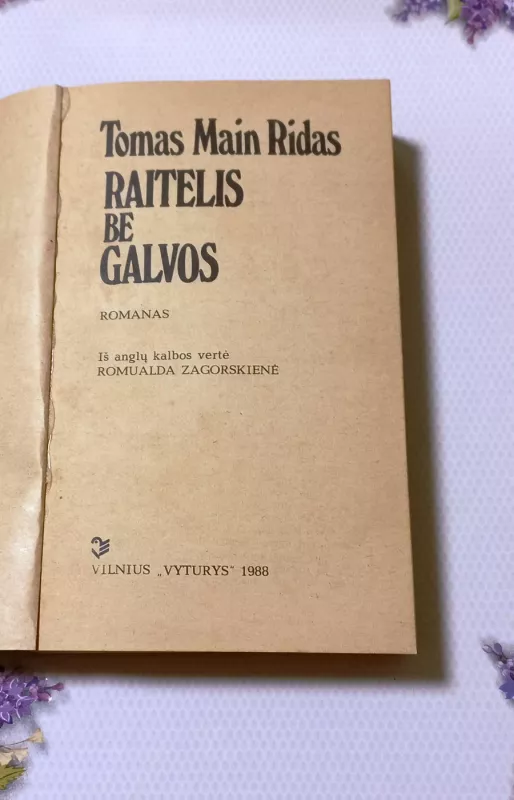 Tomas Main Ridas
RAITELIS
BE
GALVOS
ROMANAS
Iš anglų kalbos vertė
ROMUALDA ZAGORSKIENĖ
VILNIUS „VYTURYS“ 1988